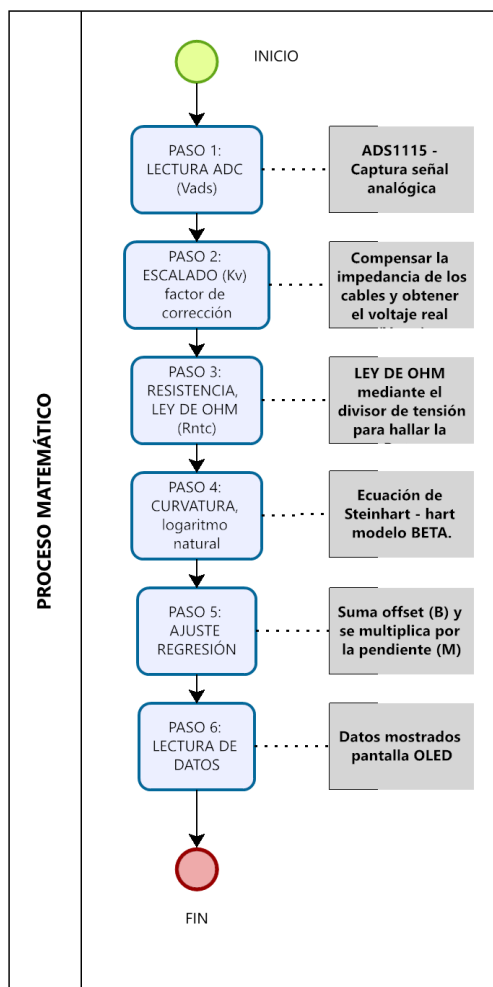 PROCESO MATEMÁTICO
INICIO
PASO 1:
LECTURA ADC
(Vads)
ADS1115 -
Captura señal
analógica
PASO 2:
ESCALADO (Kv)
factor de
corrección
Compensar la
impedancia de los
cables y obtener
el voltaje real
PASO 3:
RESISTENCIA,
LEY DE OHM
(Rntc)
LEY DE OHM
mediante el
divisor de tensión
para hallar la
PASO 4:
CURVATURA,
logaritmo
natural
Ecuación de
Steinhart - hart
modelo BETA.
PASO 5:
AJUSTE
REGRESIÓN
Suma offset (B) y
se multiplica por
la pendiente (M)
PASO 6:
LECTURA DE
DATOS
Datos mostrados
pantalla OLED
FIN